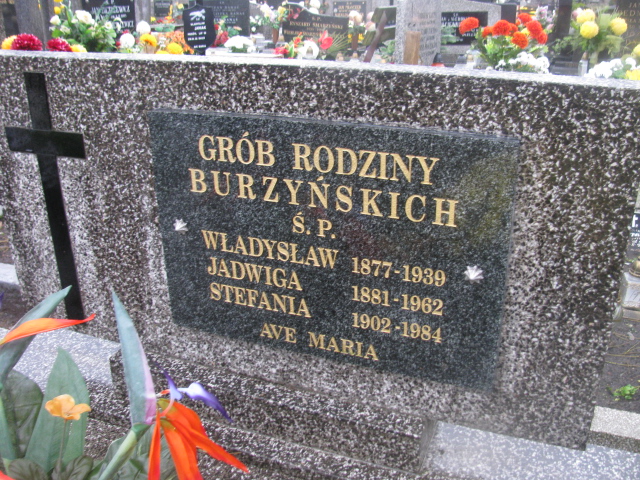 GRÓB RODZINY
BURZYŃSKICH
Ś. P.
WŁADYSŁAW 1877-1939
JADWIGA 1881-1962
STEFANIA 1902-1984
AVE MARIA